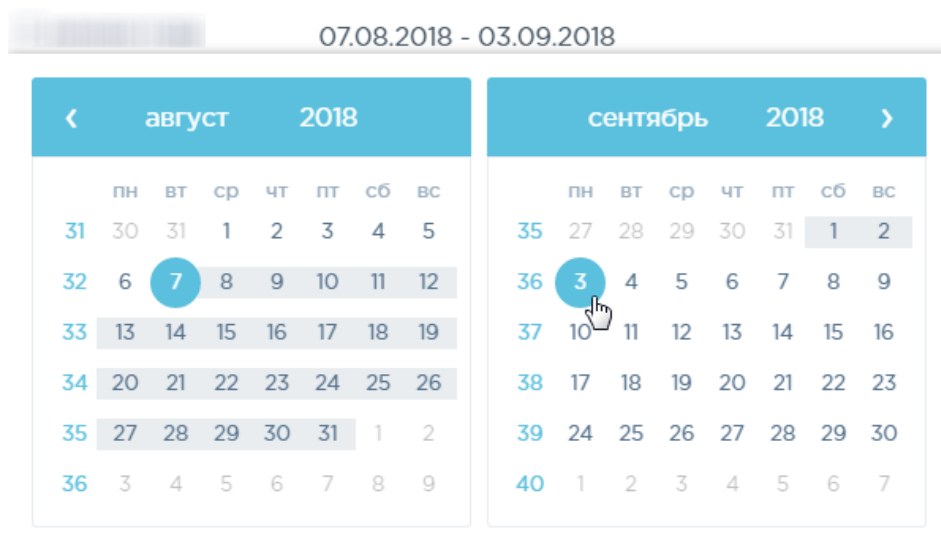 07.08.2018 - 03.09.2018
август 2018
пн вт ср чт пт сб вс
31 30 31 1 2 3 4 5
32 6 7 8 9 10 11 12
33 13 14 15 16 17 18 19
34 20 21 22 23 24 25 26
35 27 28 29 30 31 1 2
36 3 4 5 6 7 8 9
сентябрь 2018
пн вт ср чт пт сб вс
35 27 28 29 30 31 1 2
36 3 4 5 6 7 8 9
37 10 11 12 13 14 15 16
38 17 18 19 20 21 22 23
39 24 25 26 27 28 29 30
40 1 2 3 4 5 6 7